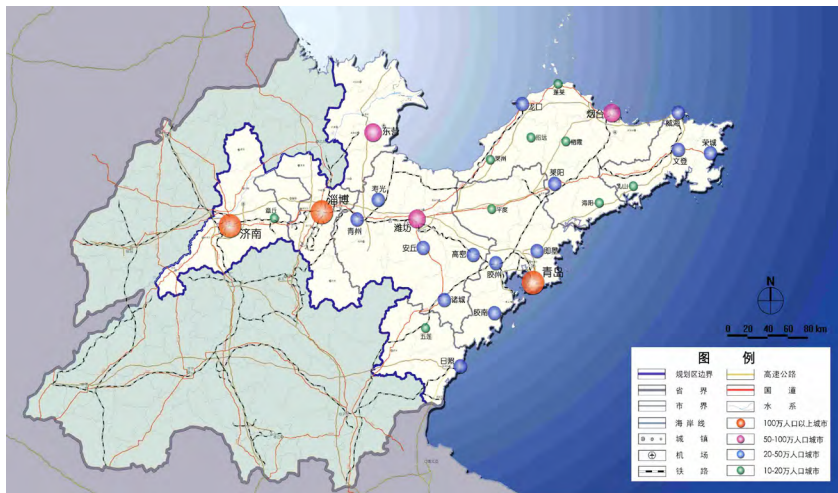 蓬莱
龙口
烟台
威海
东营
招远
栖霞
荣成
文登
莱州
莱阳
乳山
寿光
海阳
淄博
章丘
平度
青州
潍坊
济南
安丘
高密
即墨
胶州
青岛
诸城
胶南
五莲
日照
N
0 20 40 60 80 km
图 例
规划区边界
高速公路
省 界
国 道
市 界
水 系
海岸线
100万人口以上城市
城 镇
50-100万人口城市
机 场
20-50万人口城市
铁 路
10-20万人口城市